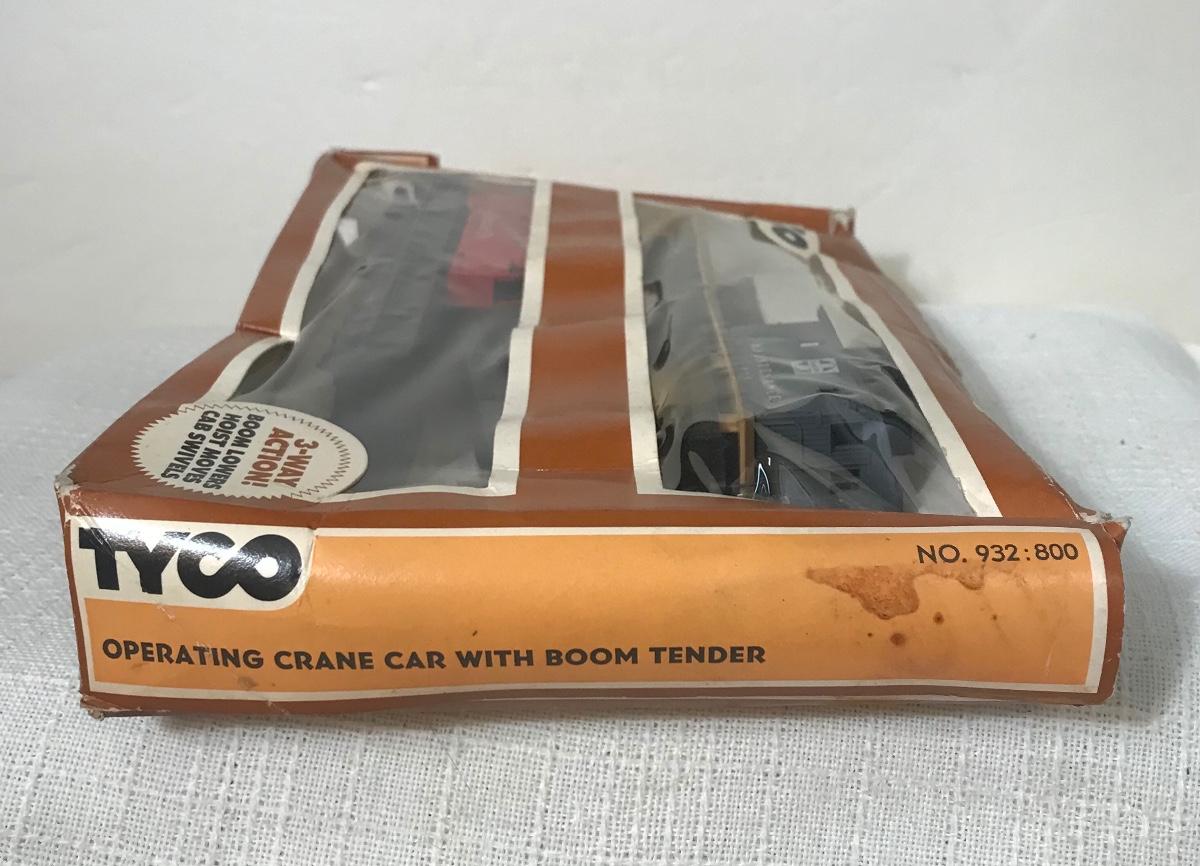 3-WAY
ACTION!
BOOM LOWERS
HOIST MOVES
CAB SWIVELS
TYCO
NO. 932:800
OPERATING CRANE CAR WITH BOOM TENDER